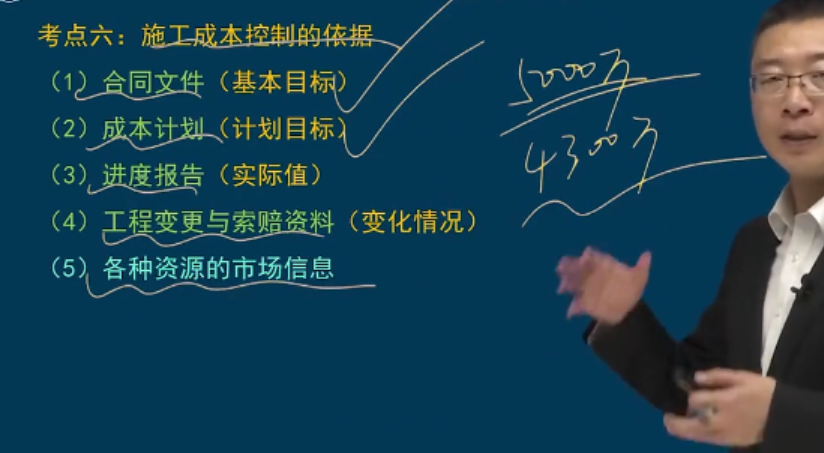 考点六：施工成本控制的依据
（1）合同文件（基本目标）
（2）成本计划（计划目标）
（3）进度报告（实际值）
（4）工程变更与索赔资料（变化情况）
（5）各种资源的市场信息
5000万
4300万